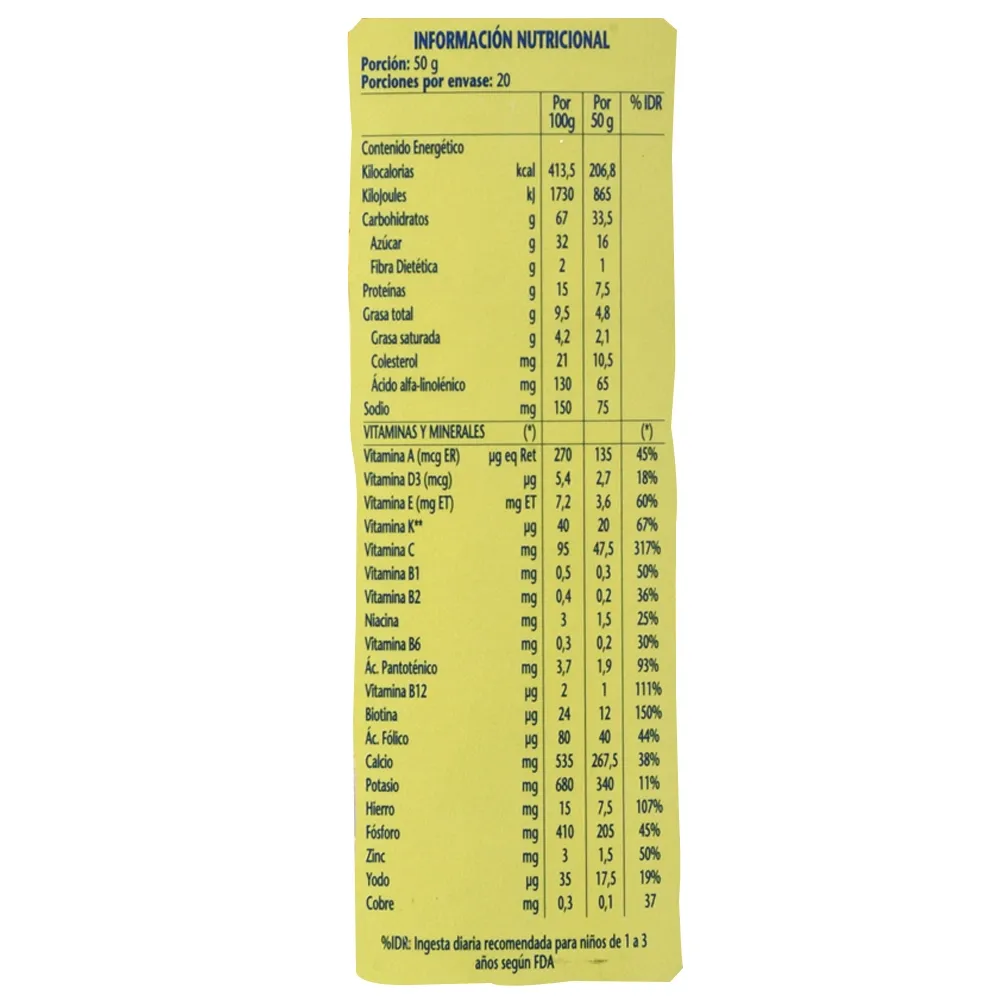 INFORMACIÓN NUTRICIONAL
Porción: 50 g
Porciones por envase: 20
Por 100g Por 50 g % IDR
Contenido Energético
Kilocalorias kcal 413,5 206,8
KiloJoules kJ 1730 865
Carbohidratos g 67 33,5
Azúcar g 32 16
Fibra Dietética g 2 1
Proteínas g 15 7,5
Grasa total g 9,5 4,8
Grasa saturada g 4,2 2,1
Colesterol mg 21 10,5
Ácido alfa-linolénico mg 130 65
Sodio mg 150 75
VITAMINAS Y MINERALES (*) (*)
Vitamina A (mcg ER) µg eq Ret 270 135 45%
Vitamina D3 (mcg) µg 5,4 2,7 18%
Vitamina E (mg ET) mg ET 7,2 3,6 60%
Vitamina K** µg 40 20 67%
Vitamina C mg 95 47,5 317%
Vitamina B1 mg 0,5 0,3 50%
Vitamina B2 mg 0,4 0,2 36%
Niacina mg 3 1,5 25%
Vitamina B6 mg 0,3 0,2 30%
Ác. Pantoténico mg 3,7 1,9 93%
Vitamina B12 µg 2 1 111%
Biotina µg 24 12 150%
Ác. Fólico µg 80 40 44%
Calcio mg 535 267,5 38%
Potasio mg 680 340 11%
Hierro mg 15 7,5 107%
Fósforo mg 410 205 45%
Zinc mg 3 1,5 50%
Yodo µg 35 17,5 19%
Cobre mg 0,3 0,1 37
%IDR: Ingesta diaria recomendada para niños de 1 a 3
años según FDA